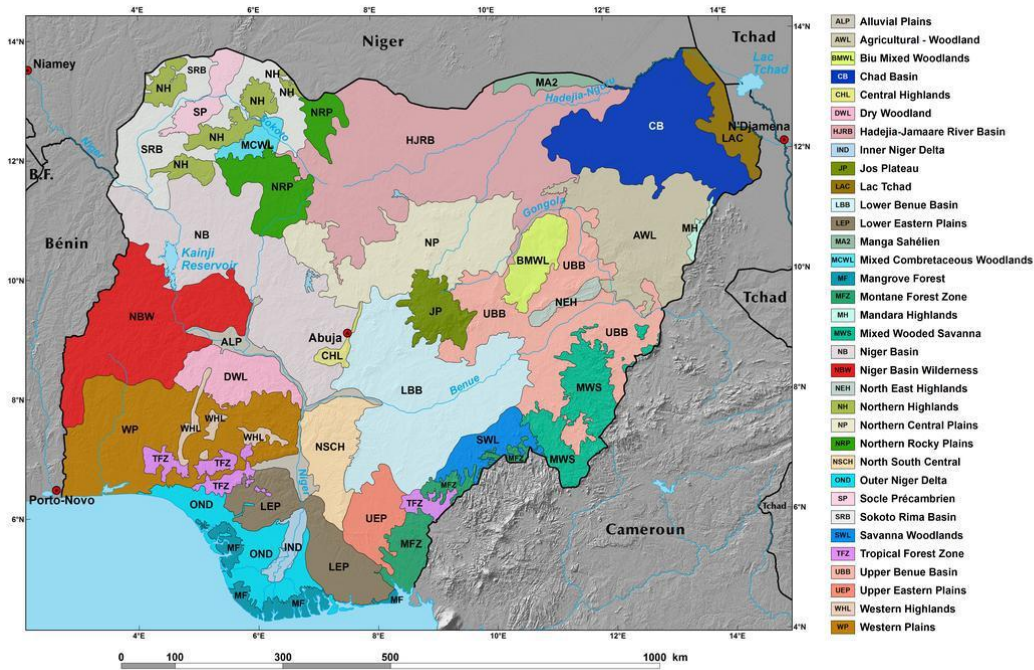 4°E
6°E
8°E
10°E
12°E
14°E
14°N
14°N
Niger
Tchad
Niamey
Lac
Tchad
SRB
NH
NH
NH
NH
MA2
Hadejia-Nguru
SP
NRP
NH
Sokoto
CB
N'Djamena
SRB
MCWL
HJRB
LAC
12°N
12°N
NH
Niger
B.F.
NRP
Gongola
NB
NP
AWL
MH
Bénin
Kainji
Reservoir
BMWL
UBB
10°N
10°N
Tchad
NBW
JP
UBB
NEH
UBB
Abuja
ALP
CHL
DWL
LBB
Benue
MWS
8°N
8°N
WP
WHL
WHL
WHL
NSCH
SWL
MFZ
MWS
TFZ
TFZ
TFZ
MFZ
Niger
Porto-Novo
OND
LEP
TFZ
UEP
Cameroun
Tchad
6°N
6°N
MF
OND
IND
MFZ
LEP
MF
MF
MF
4°N
4°E
6°E
8°E
10°E
12°E
14°E
0
100
300
500
1000 km
ALP Alluvial Plains
AWL Agricultural - Woodland
BMWL Biu Mixed Woodlands
CB Chad Basin
CHL Central Highlands
DWL Dry Woodland
HJRB Hadejia-Jamaare River Basin
IND Inner Niger Delta
JP Jos Plateau
LAC Lac Tchad
LBB Lower Benue Basin
LEP Lower Eastern Plains
MA2 Manga Sahélien
MCWL Mixed Combretaceous Woodlands
MF Mangrove Forest
MFZ Montane Forest Zone
MH Mandara Highlands
MWS Mixed Wooded Savanna
NB Niger Basin
NBW Niger Basin Wilderness
NEH North East Highlands
NH Northern Highlands
NP Northern Central Plains
NRP Northern Rocky Plains
NSCH North South Central
OND Outer Niger Delta
SP Socle Précambrien
SRB Sokoto Rima Basin
SWL Savanna Woodlands
TFZ Tropical Forest Zone
UBB Upper Benue Basin
UEP Upper Eastern Plains
WHL Western Highlands
WP Western Plains